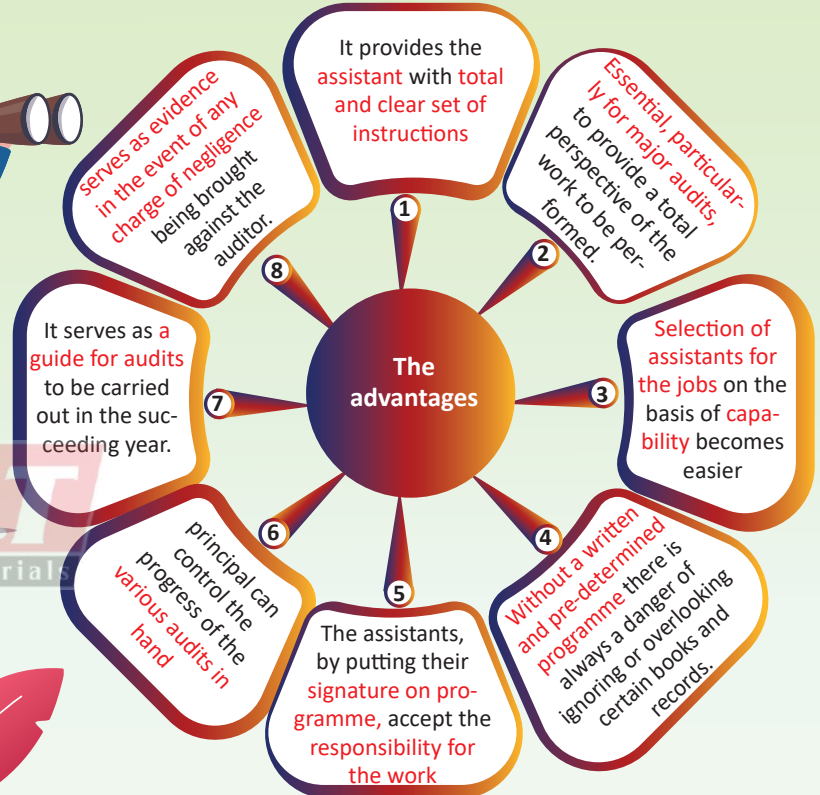 The
advantages
1
It provides the
assistant with total
and clear set of
instructions
2
Essential, particular-
ly for major audits,
to provide a total
perspective of the
work to be per-
formed.
3
Selection of
assistants for
the jobs on the
basis of capa-
bility becomes
easier
4
Without a written
and pre-determined
programme there is
always a danger of
ignoring or overlooking
certain books and
records.
5
The assistants,
by putting their
signature on pro-
gramme, accept the
responsibility for
the work
6
principal can
control the
progress of the
various audits in
hand
7
It serves as a
guide for audits
to be carried
out in the suc-
ceeding year.
8
serves as evidence
in the event of any
charge of negligence
being brought
against the
auditor.